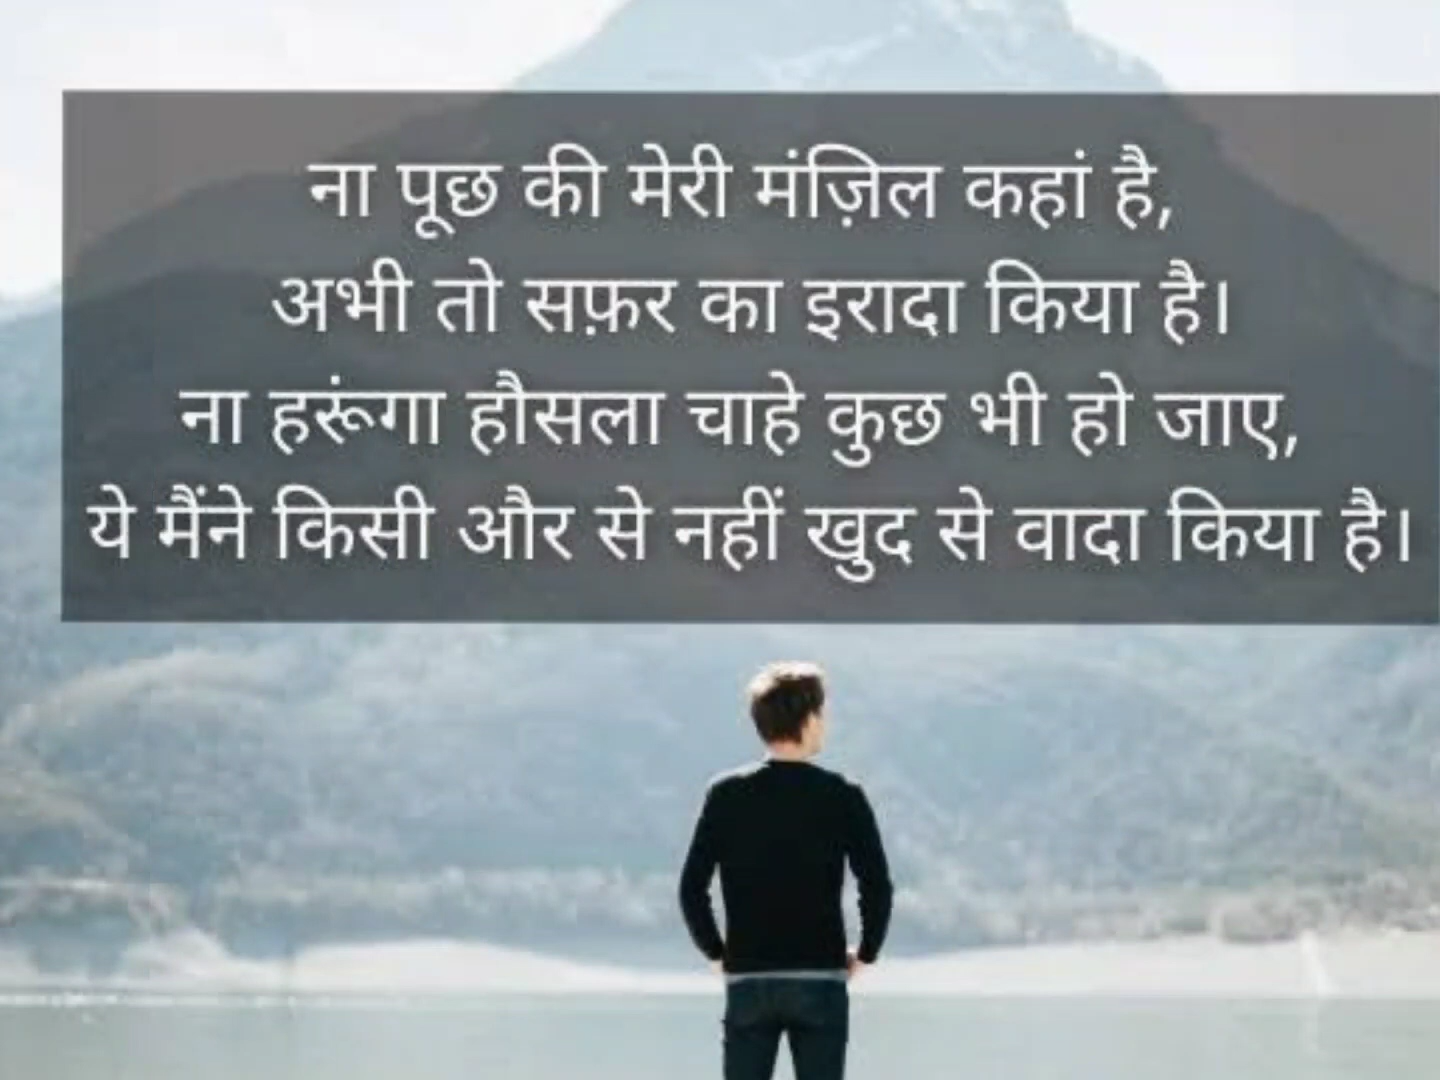 ना पूछ की मेरी मंज़िल कहां है,
अभी तो सफ़र का इरादा किया है।
ना हरूंगा हौसला चाहे कुछ भी हो जाए,
ये मैंने किसी और से नहीं खुद से वादा किया है।